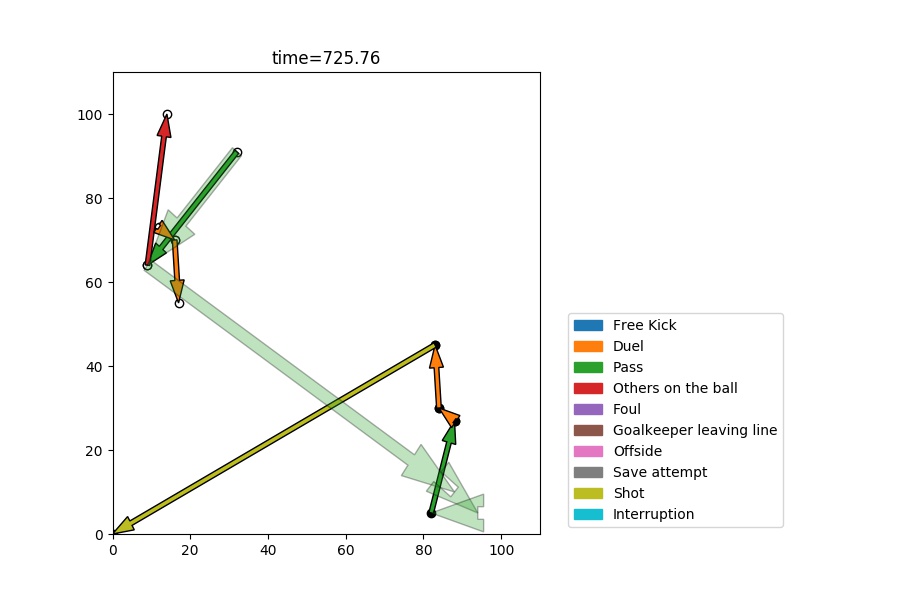 time=725.76
100
80
60
40
20
0
0 20 40 60 80 100
Free Kick
Duel
Pass
Others on the ball
Foul
Goalkeeper leaving line
Offside
Save attempt
Shot
Interruption